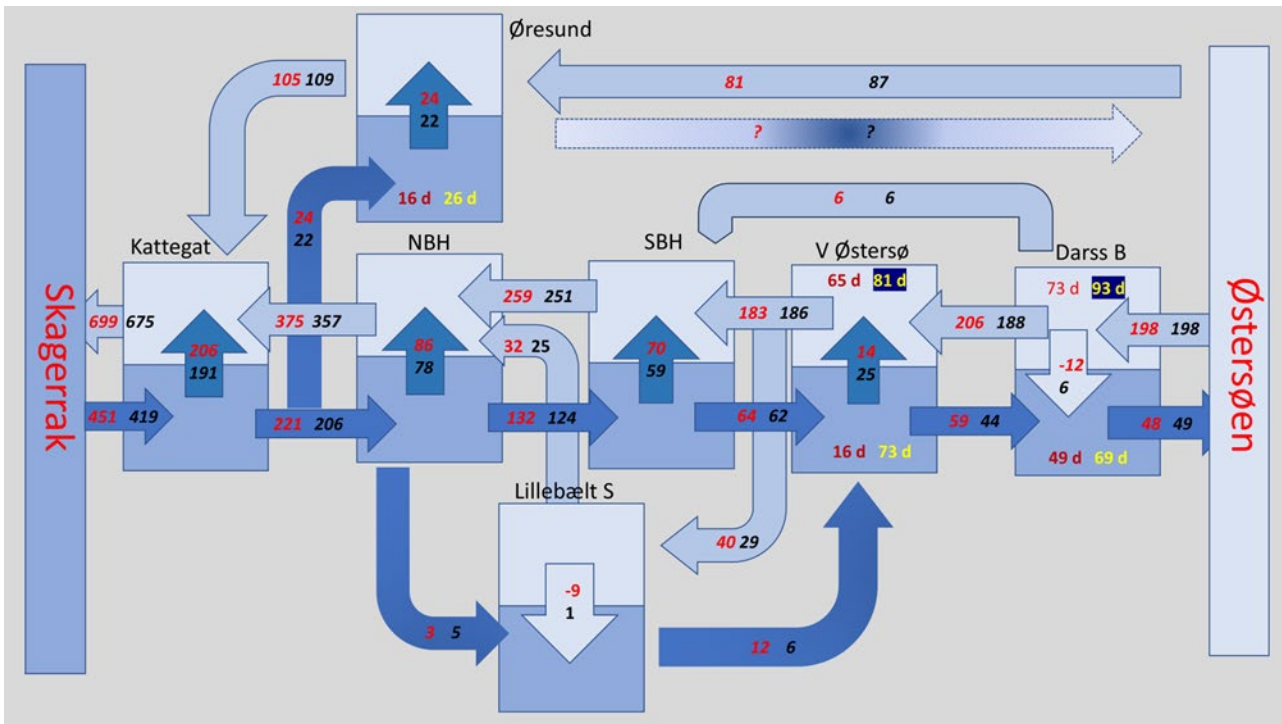 Øresund
105 109
24
22
81 87
? ?
16 d 26 d
6 6
24
22
Kattegat
NBH
SBH
V Østersø
Darss B
65 d 81 d
73 d 93 d
Skagerrak
699 675
206
191
375 357
259 251
86
78
32 25
70
59
183 186
14
25
206 188
-12
6
198 198
Østersøen
451 419
221 206
132 124
64 62
59 44
48 49
16 d 73 d
49 d 69 d
Lillebælt S
40 29
-9
1
3 5
12 6